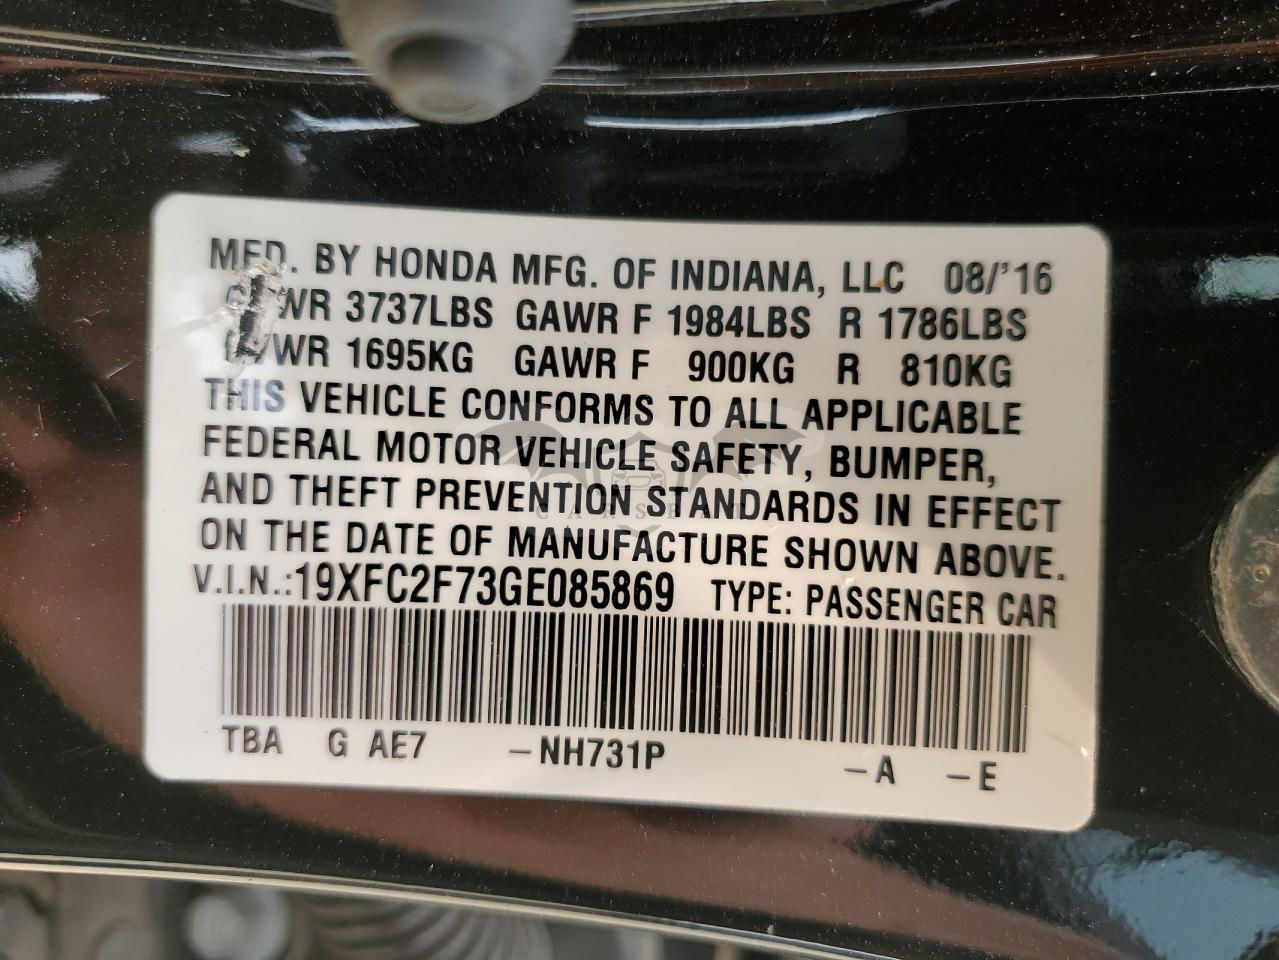 MFD. BY HONDA MFG. OF INDIANA, LLC 08/'16
GVWR 3737LBS GAWR F 1984LBS R 1786LBS
GVWR 1695KG GAWR F 900KG R 810KG
THIS VEHICLE CONFORMS TO ALL APPLICABLE
FEDERAL MOTOR VEHICLE SAFETY, BUMPER,
AND THEFT PREVENTION STANDARDS IN EFFECT
ON THE DATE OF MANUFACTURE SHOWN ABOVE.
V.I.N.:19XFC2F73GE085869 TYPE: PASSENGER CAR
TBA G AE7 –NH731P –A –E